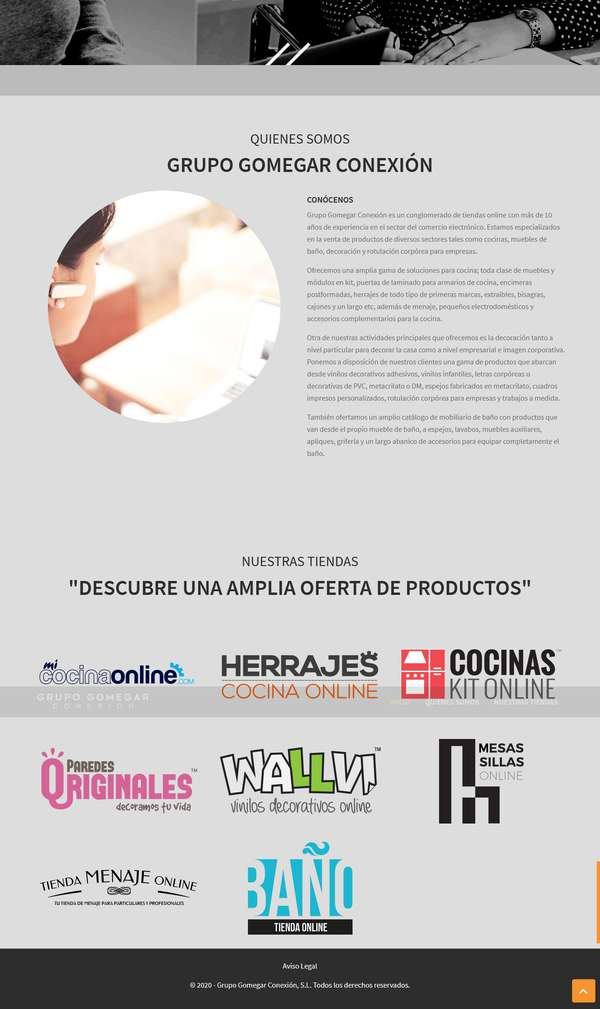 QUIENES SOMOS
GRUPO GOMEGAR CONEXIÓN
CONÓCENOS
Grupo Gomegar Conexión es un conglomerado de tiendas online con más de 10
años de experiencia en el sector del comercio electrónico. Estamos especializados
en la venta de productos de diversos sectores tales como cocinas, muebles de
baño, decoración y rotulación corpórea para empresas.
Ofrecemos una amplia gama de soluciones para cocina; toda clase de muebles y
módulos en kit, puertas de laminado para armarios de cocina, encimeras
postformadas, herrajes de todo tipo de primeras marcas, extraíbles, bisagras,
cajones y un largo etc, además de menaje, pequeños electrodomésticos y
accesorios complementarios para la cocina.
Otra de nuestras actividades principales que ofrecemos es la decoración tanto a
nivel particular para decorar la casa como a nivel empresarial e imagen corporativa.
Ponemos a disposición de nuestros clientes una gama de productos que abarcan
desde vinilos decorativos adhesivos, vinilos infantiles, letras corpóreas o
decorativas de PVC, metacrilato o DM, espejos fabricados en metacrilato, cuadros
impresos personalizados, rotulación corpórea para empresas y trabajos a medida.
También ofertamos un amplio catálogo de mobiliario de baño con productos que
van desde el propio mueble de baño, a espejos, lavabos, muebles auxiliares,
apliques, grifería y un largo abanico de accesorios para equipar completamente el
baño.
NUESTRAS TIENDAS
"DESCUBRE UNA AMPLIA OFERTA DE PRODUCTOS"
mi cocinaonline.COM
HERRAJES
COCINA ONLINE
COCINAS
KIT ONLINE
GRUPO GOMEGAR
CONEXIÓN
INICIO QUIENES SOMOS NUESTRAS TIENDAS
PAREDES
ORIGINALES™
decoramos tu vida
WALLVI™
vinilos decorativos online
MESAS
SILLAS
ONLINE
TIENDA MENAJE ONLINE
TU TIENDA DE MENAJE PARA PARTICULARES Y PROFESIONALES
BAÑO
TIENDA ONLINE
Aviso Legal
© 2020 - Grupo Gomegar Conexión, S.L. Todos los derechos reservados.